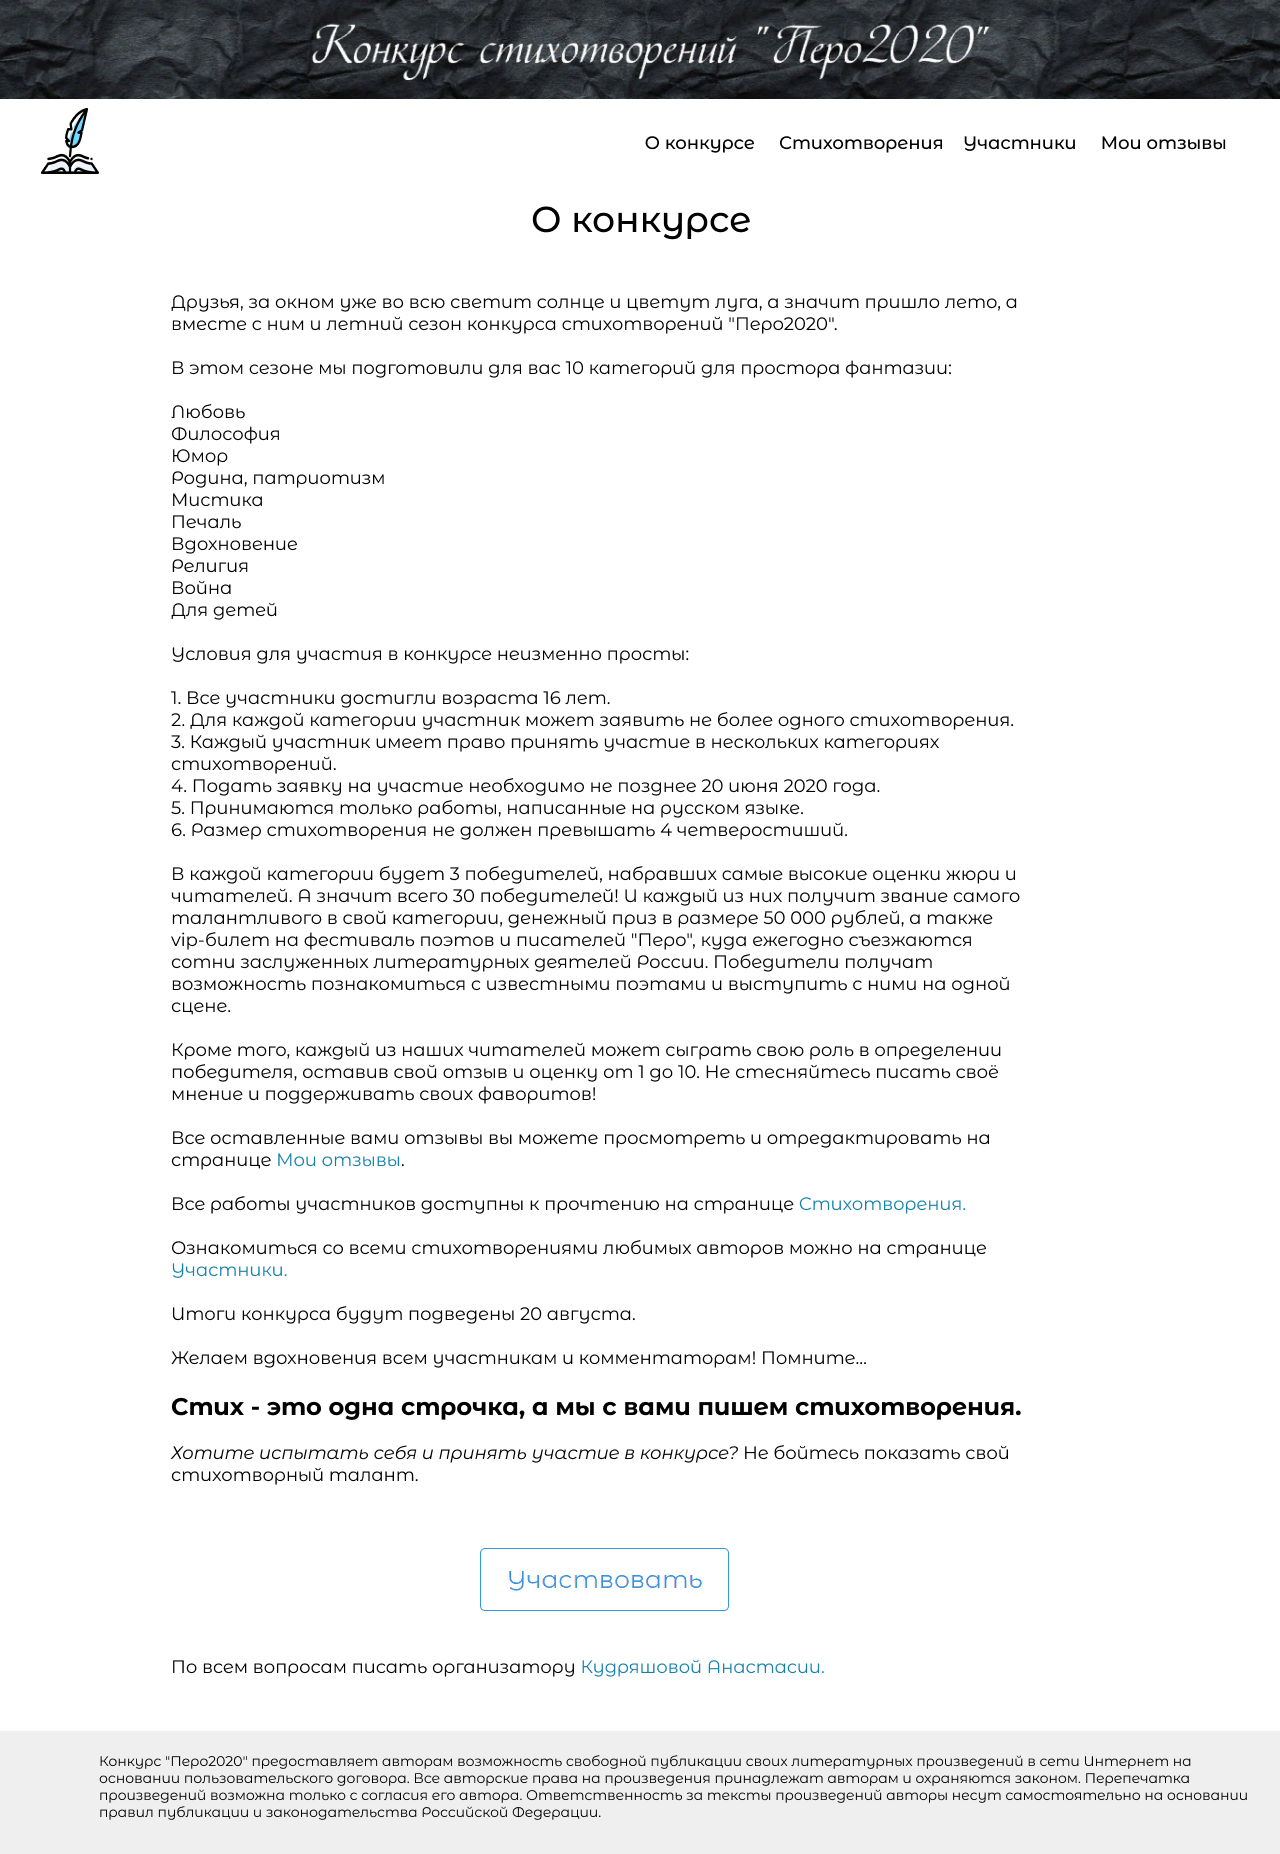 Конкурс стихотворений "Перо2020"
О конкурсе Стихотворения Участники Мои отзывы
О конкурсе
Друзья, за окном уже во всю светит солнце и цветут луга, а значит пришло лето, а
вместе с ним и летний сезон конкурса стихотворений "Перо2020".
В этом сезоне мы подготовили для вас 10 категорий для простора фантазии:
Любовь
Философия
Юмор
Родина, патриотизм
Мистика
Печаль
Вдохновение
Религия
Война
Для детей
Условия для участия в конкурсе неизменно просты:
1. Все участники достигли возраста 16 лет.
2. Для каждой категории участник может заявить не более одного стихотворения.
3. Каждый участник имеет право принять участие в нескольких категориях
стихотворений.
4. Подать заявку на участие необходимо не позднее 20 июня 2020 года.
5. Принимаются только работы, написанные на русском языке.
6. Размер стихотворения не должен превышать 4 четверостиший.
В каждой категории будет 3 победителей, набравших самые высокие оценки жюри и
читателей. А значит всего 30 победителей! И каждый из них получит звание самого
талантливого в свой категории, денежный приз в размере 50 000 рублей, а также
vip-билет на фестиваль поэтов и писателей "Перо", куда ежегодно съезжаются
сотни заслуженных литературных деятелей России. Победители получат
возможность познакомиться с известными поэтами и выступить с ними на одной
сцене.
Кроме того, каждый из наших читателей может сыграть свою роль в определении
победителя, оставив свой отзыв и оценку от 1 до 10. Не стесняйтесь писать своё
мнение и поддерживать своих фаворитов!
Все оставленные вами отзывы вы можете просмотреть и отредактировать на
странице Мои отзывы.
Все работы участников доступны к прочтению на странице Стихотворения.
Ознакомиться со всеми стихотворениями любимых авторов можно на странице
Участники.
Итоги конкурса будут подведены 20 августа.
Желаем вдохновения всем участникам и комментаторам! Помните...
Стих - это одна строчка, а мы с вами пишем стихотворения.
Хотите испытать себя и принять участие в конкурсе? Не бойтесь показать свой
стихотворный талант.
Участвовать
По всем вопросам писать организатору Кудряшовой Анастасии.
Конкурс "Перо2020" предоставляет авторам возможность свободной публикации своих литературных произведений в сети Интернет на
основании пользовательского договора. Все авторские права на произведения принадлежат авторам и охраняются законом. Перепечатка
произведений возможна только с согласия его автора. Ответственность за тексты произведений авторы несут самостоятельно на основании
правил публикации и законодательства Российской Федерации.